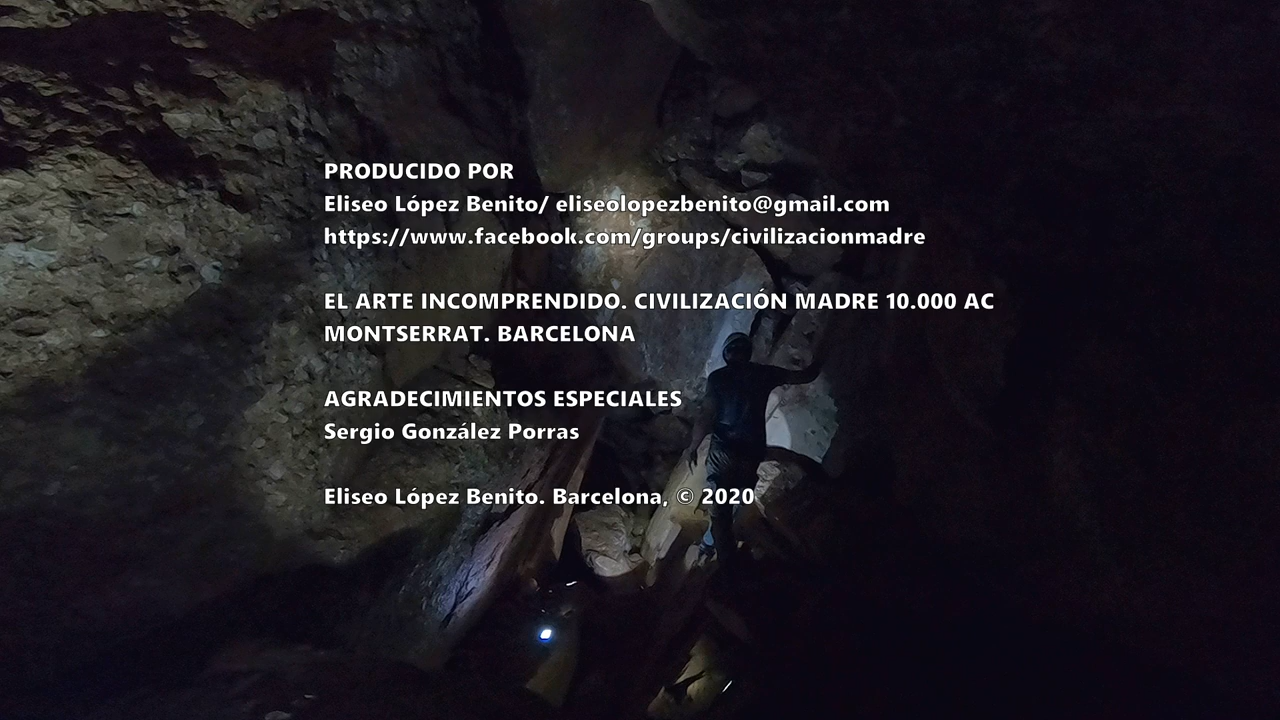 PRODUCIDO POR
Eliseo López Benito/ eliseolopezbenito@gmail.com
https://www.facebook.com/groups/civilizacionmadre
EL ARTE INCOMPRENDIDO. CIVILIZACIÓN MADRE 10.000 AC
MONTSERRAT. BARCELONA
AGRADECIMIENTOS ESPECIALES
Sergio González Porras
Eliseo López Benito. Barcelona, © 2020